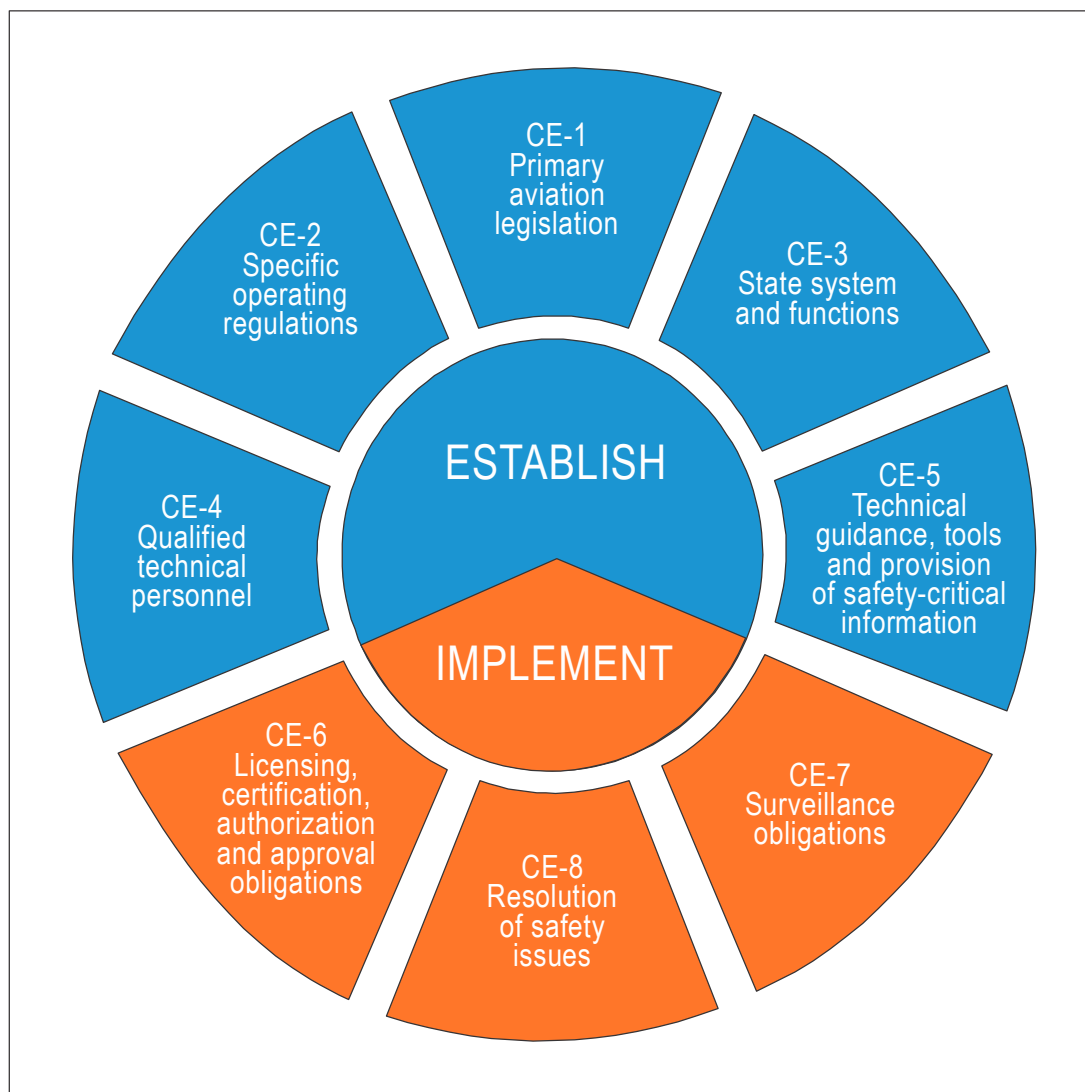 CE-1
Primary
aviation
legislation
CE-2
Specific
operating
regulations
CE-3
State system
and functions
CE-4
Qualified
technical
personnel
ESTABLISH
CE-5
Technical
guidance, tools
and provision
of safety-critical
information
IMPLEMENT
CE-6
Licensing,
certification,
authorization
and approval
obligations
CE-8
Resolution
of safety
issues
CE-7
Surveillance
obligations